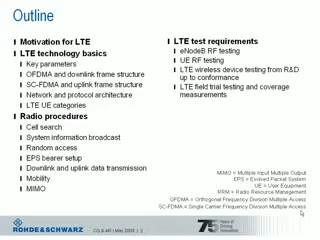 Outline
Motivation for LTE
LTE technology basics
Key parameters
OFDMA and downlink frame structure
SC-FDMA and uplink frame structure
Network and protocol architecture
LTE UE categories
Radio procedures
Cell search
System information broadcast
Random access
EPS bearer setup
Downlink and uplink data transmission
Mobility
MIMO
LTE test requirements
eNodeB RF testing
UE RF testing
LTE wireless device testing from R&D
up to conformance
LTE field trial testing and coverage
measurements
MIMO = Multiple Input Multiple Output
EPS = Evolved Packet System
UE = User Equipment
RRM = Radio Resource Management
OFDMA = Orthogonal Frequency Division Multiple Access
SC-FDMA = Single Carrier Frequency Division Multiple Access
ROHDE&SCHWARZ
| May 2009 | 2
75 Years of
Driving
Innovation